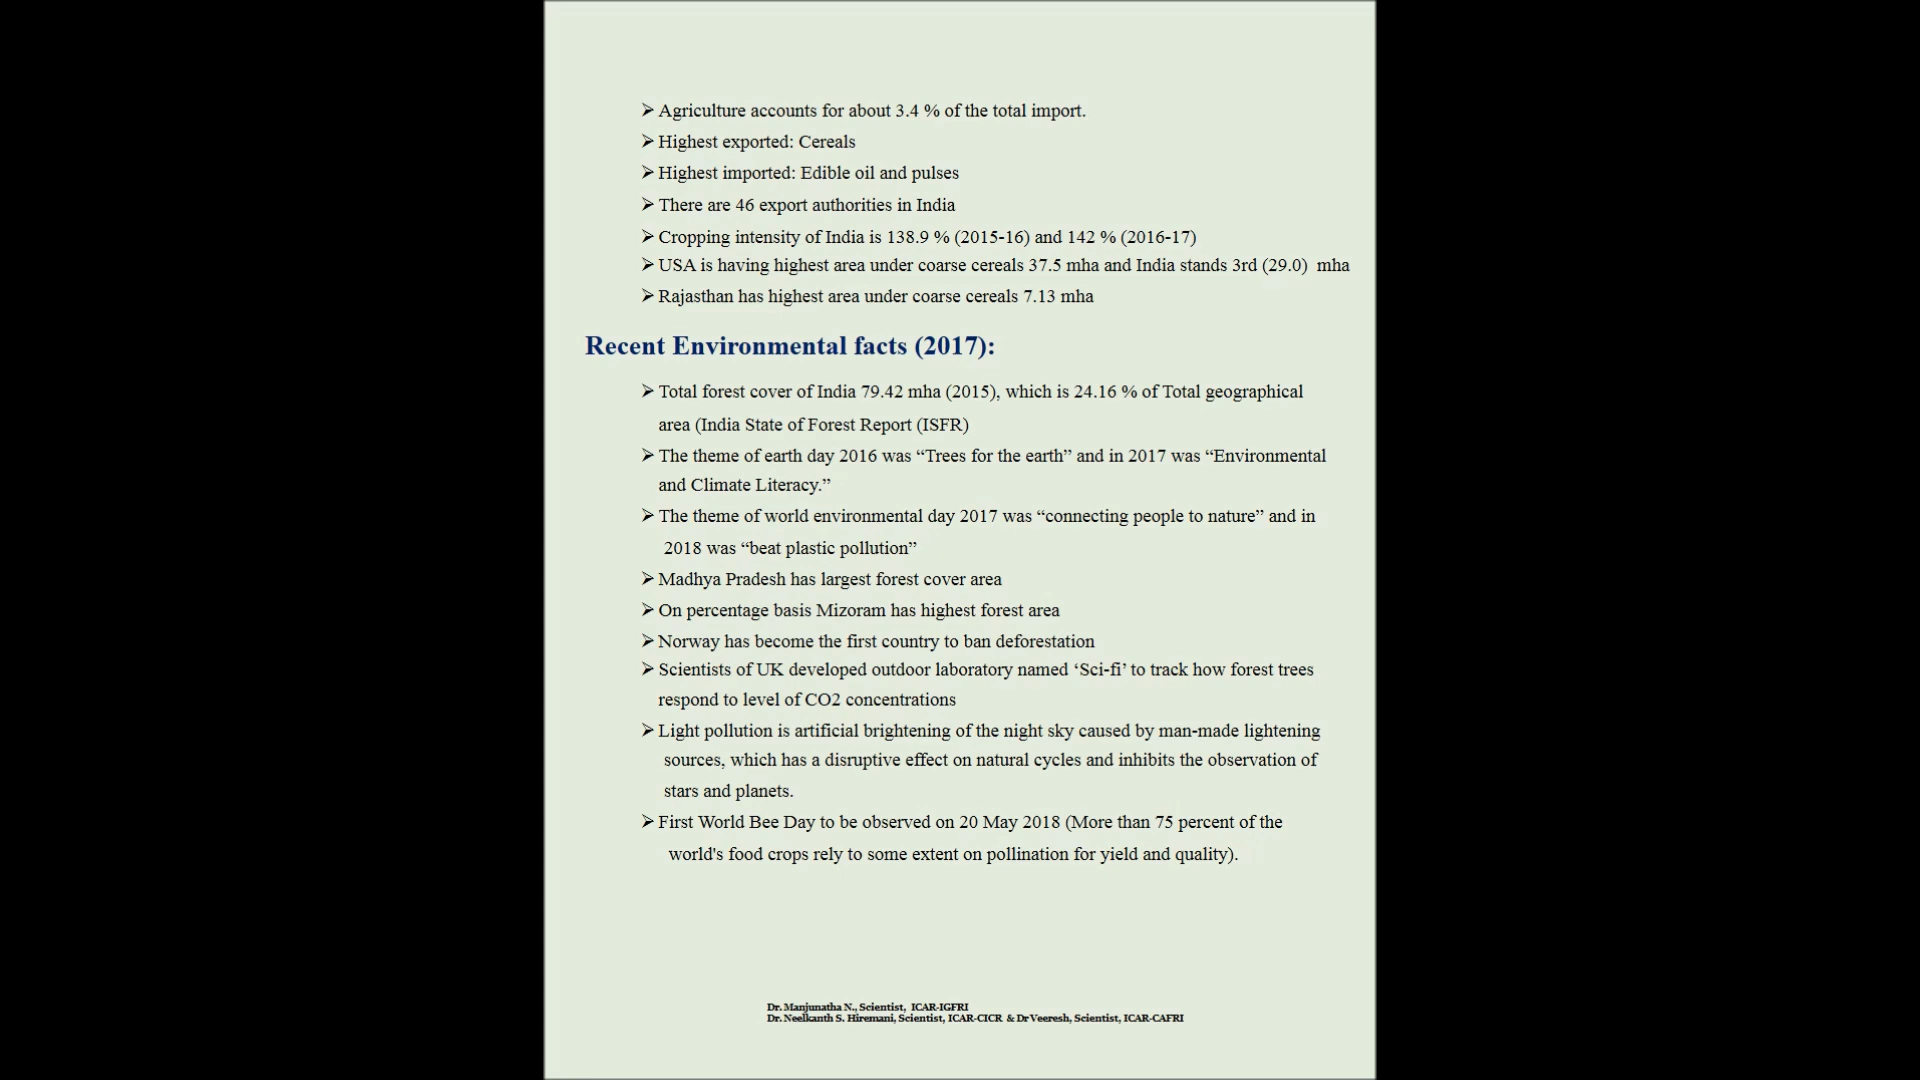 ➢ Agriculture accounts for about 3.4 % of the total import.
➢ Highest exported: Cereals
➢ Highest imported: Edible oil and pulses
➢ There are 46 export authorities in India
➢ Cropping intensity of India is 138.9 % (2015-16) and 142 % (2016-17)
➢ USA is having highest area under coarse cereals 37.5 mha and India stands 3rd (29.0) mha
➢ Rajasthan has highest area under coarse cereals 7.13 mha
Recent Environmental facts (2017):
➢ Total forest cover of India 79.42 mha (2015), which is 24.16 % of Total geographical
area (India State of Forest Report (ISFR)
➢ The theme of earth day 2016 was “Trees for the earth” and in 2017 was “Environmental
and Climate Literacy.”
➢ The theme of world environmental day 2017 was “connecting people to nature” and in
2018 was “beat plastic pollution”
➢ Madhya Pradesh has largest forest cover area
➢ On percentage basis Mizoram has highest forest area
➢ Norway has become the first country to ban deforestation
➢ Scientists of UK developed outdoor laboratory named ‘Sci-fi’ to track how forest trees
respond to level of CO2 concentrations
➢ Light pollution is artificial brightening of the night sky caused by man-made lightening
sources, which has a disruptive effect on natural cycles and inhibits the observation of
stars and planets.
➢ First World Bee Day to be observed on 20 May 2018 (More than 75 percent of the
world's food crops rely to some extent on pollination for yield and quality).
Dr. Manjunatha N., Scientist, ICAR-IGFRI
Dr. Neelkanth S. Hiremani, Scientist, ICAR-CICR & Dr Veeresh, Scientist, ICAR-CAFRI